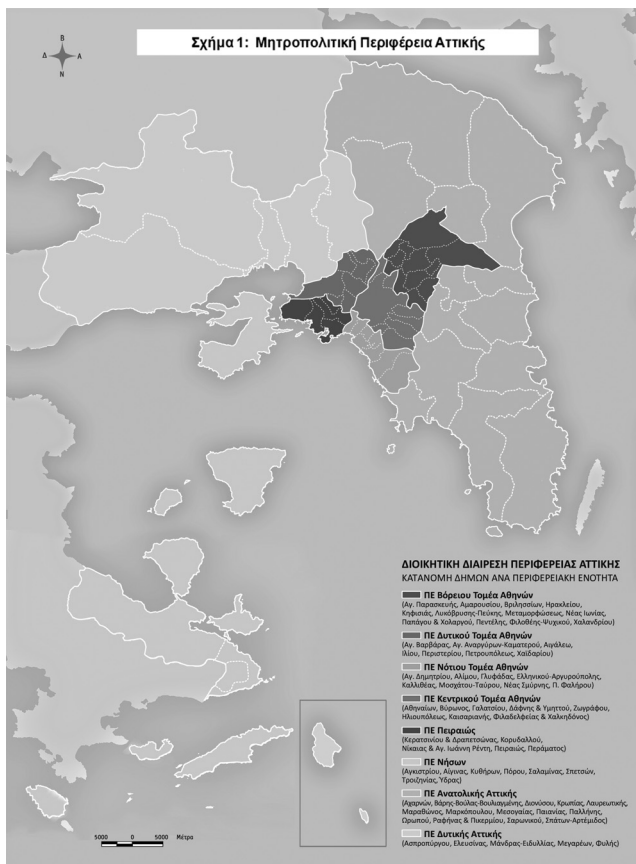 Σχήμα 1: Μητροπολιτική Περιφέρεια Αττικής
Β
Δ Α
Ν
ΔΙΟΙΚΗΤΙΚΗ ΔΙΑΙΡΕΣΗ ΠΕΡΙΦΕΡΕΙΑΣ ΑΤΤΙΚΗΣ
ΚΑΤΑΝΟΜΗ ΔΗΜΩΝ ΑΝΑ ΠΕΡΙΦΕΡΕΙΑΚΗ ΕΝΟΤΗΤΑ
ΠΕ Βόρειου Τομέα Αθηνών
(Αγ. Παρασκευής, Αμαρουσίου, Βριλησσίων, Ηρακλείου,
Κηφισιάς, Λυκόβρυσης-Πεύκης, Μεταμορφώσεως, Νέας Ιωνίας,
Παπάγου & Χολαργού, Πεντέλης, Φιλοθέης-Ψυχικού, Χαλανδρίου)
ΠΕ Δυτικού Τομέα Αθηνών
(Αγ. Βαρβάρας, Αγ. Αναργύρων-Καματερού, Αιγάλεω,
Ιλίου, Περιστερίου, Πετρουπόλεως, Χαϊδαρίου)
ΠΕ Νότιου Τομέα Αθηνών
(Αγ. Δημητρίου, Αλίμου, Γλυφάδας, Ελληνικού-Αργυρούπολης,
Καλλιθέας, Μοσχάτου-Ταύρου, Νέας Σμύρνης, Π. Φαλήρου)
ΠΕ Κεντρικού Τομέα Αθηνών
(Αθηναίων, Βύρωνος, Γαλατσίου, Δάφνης & Υμηττού, Ζωγράφου,
Ηλιουπόλεως, Καισαριανής, Φιλαδελφείας & Χαλκηδόνος)
ΠΕ Πειραιώς
(Κερατσινίου & Δραπετσώνας, Κορυδαλλού,
Νίκαιας & Αγ. Ιωάννη Ρέντη, Πειραιώς, Περάματος)
ΠΕ Νήσων
(Αγκιστρίου, Αίγινας, Κυθήρων, Πόρου, Σαλαμίνας, Σπετσών,
Τροιζηνίας, Ύδρας)
ΠΕ Ανατολικής Αττικής
(Αχαρνών, Βάρης-Βούλας-Βουλιαγμένης, Διονύσου, Κρωπίας, Λαυρεωτικής,
Μαραθώνος, Μαρκόπουλου, Μεσογαίας, Παιανίας, Παλλήνης,
Ωρωπού, Ραφήνας & Πικερμίου, Σαρωνικού, Σπάτων-Αρτέμιδος)
ΠΕ Δυτικής Αττικής
(Ασπροπύργου, Ελευσίνας, Μάνδρας-Ειδυλλίας, Μεγαρέων, Φυλής)
5000 0 5000 Μέτρα